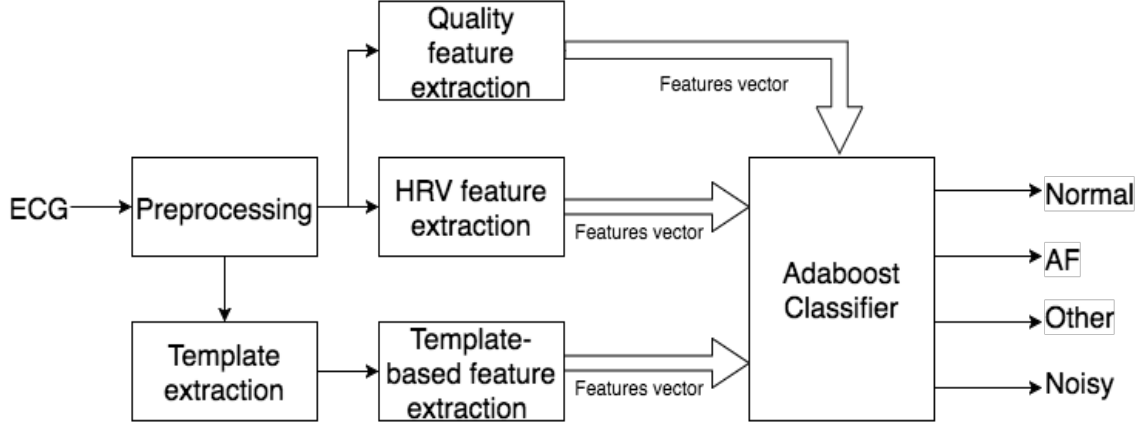 Quality
feature
extraction
Features vector
ECG
Preprocessing
HRV feature
extraction
Features vector
Adaboost
Classifier
Normal
AF
Other
Noisy
Template
extraction
Template-
based feature
extraction
Features vector